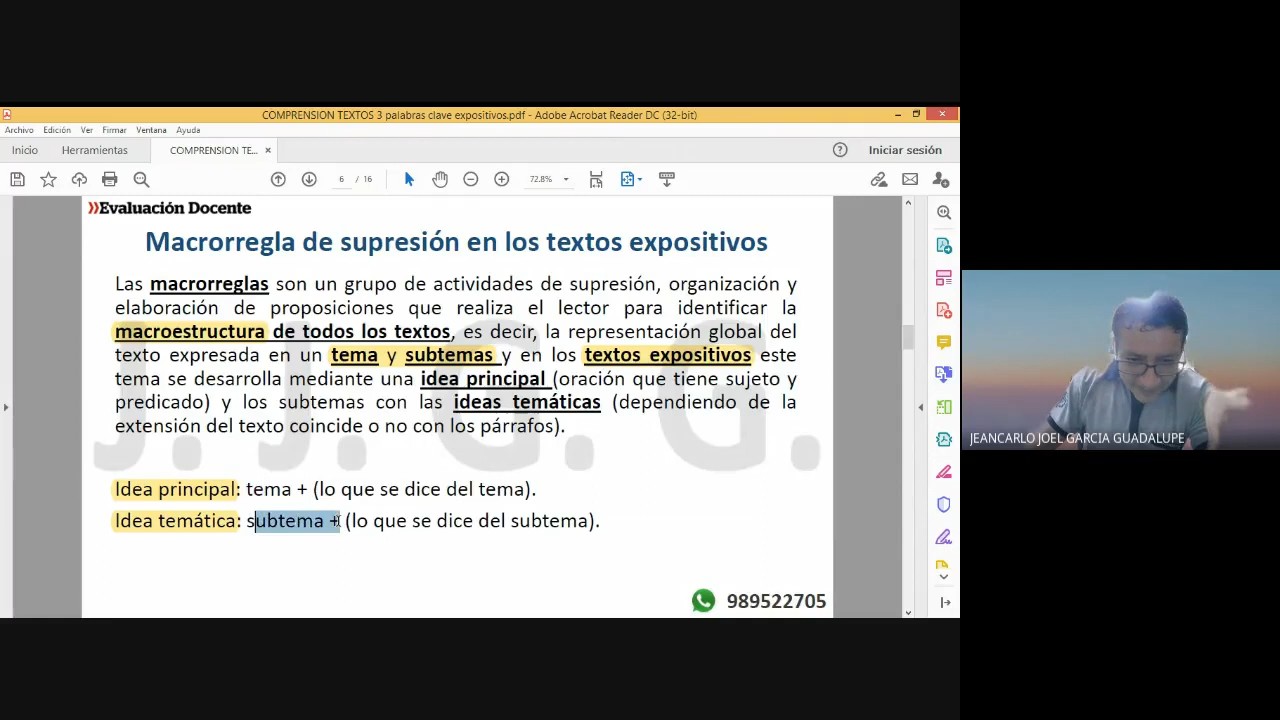 COMPRENSION TEXTOS 3 palabras clave expositivos.pdf - Adobe Acrobat Reader DC (32-bit)
Archivo Edición Ver Firmar Ventana Ayuda
Inicio Herramientas COMPRENSION TE... × Iniciar sesión
6 / 16 72.8%
»Evaluación Docente
Macrorregla de supresión en los textos expositivos
Las macrorreglas son un grupo de actividades de supresión, organización y
elaboración de proposiciones que realiza el lector para identificar la
macroestructura de todos los textos, es decir, la representación global del
texto expresada en un tema y subtemas y en los textos expositivos este
tema se desarrolla mediante una idea principal (oración que tiene sujeto y
predicado) y los subtemas con las ideas temáticas (dependiendo de la
extensión del texto coincide o no con los párrafos).
J. J. G. G.
Idea principal: tema + (lo que se dice del tema).
Idea temática: subtema + (lo que se dice del subtema).
989522705
JEANCARLO JOEL GARCIA GUADALUPE